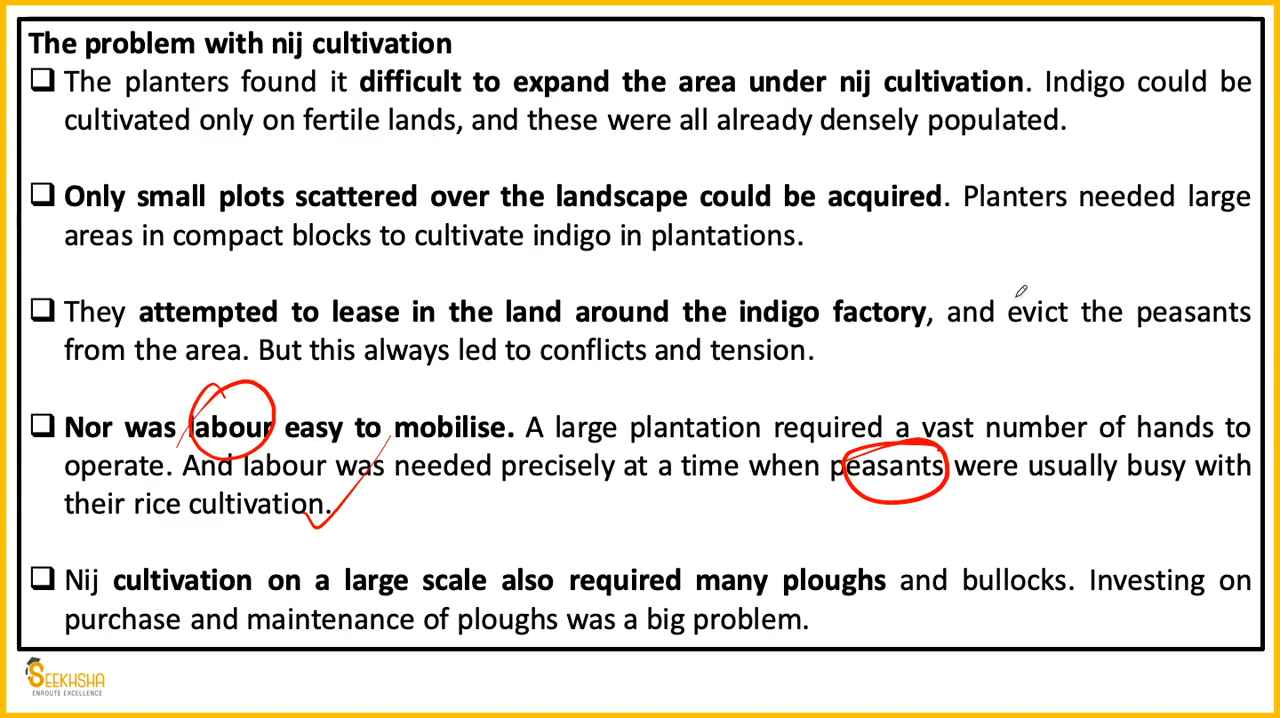 The problem with nij cultivation
❑ The planters found it difficult to expand the area under nij cultivation. Indigo could be
cultivated only on fertile lands, and these were all already densely populated.
❑ Only small plots scattered over the landscape could be acquired. Planters needed large
areas in compact blocks to cultivate indigo in plantations.
❑ They attempted to lease in the land around the indigo factory, and evict the peasants
from the area. But this always led to conflicts and tension.
❑ Nor was labour easy to mobilise. A large plantation required a vast number of hands to
operate. And labour was needed precisely at a time when peasants were usually busy with
their rice cultivation.
❑ Nij cultivation on a large scale also required many ploughs and bullocks. Investing on
purchase and maintenance of ploughs was a big problem.
SEEKHSHA
ENROUTE EXCELLENCE